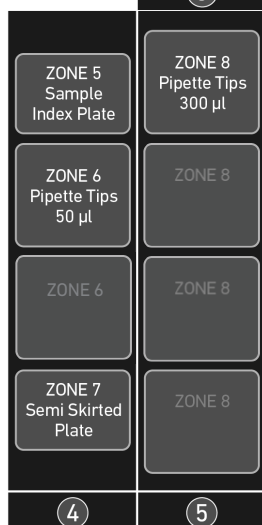 ZONE 5
Sample
Index Plate
ZONE 6
Pipette Tips
50 µl
ZONE 6
ZONE 7
Semi Skirted
Plate
4
ZONE 8
Pipette Tips
300 µl
ZONE 8
ZONE 8
ZONE 8
5